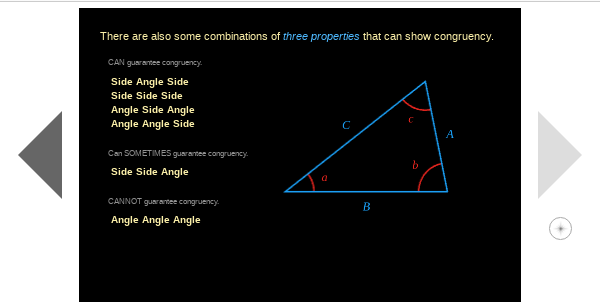 There are also some combinations of three properties that can show congruency.
CAN guarantee congruency.
Side Angle Side
Side Side Side
Angle Side Angle
Angle Angle Side
Can SOMETIMES guarantee congruency.
Side Side Angle
CANNOT guarantee congruency.
Angle Angle Angle
C
c
A
b
a
B